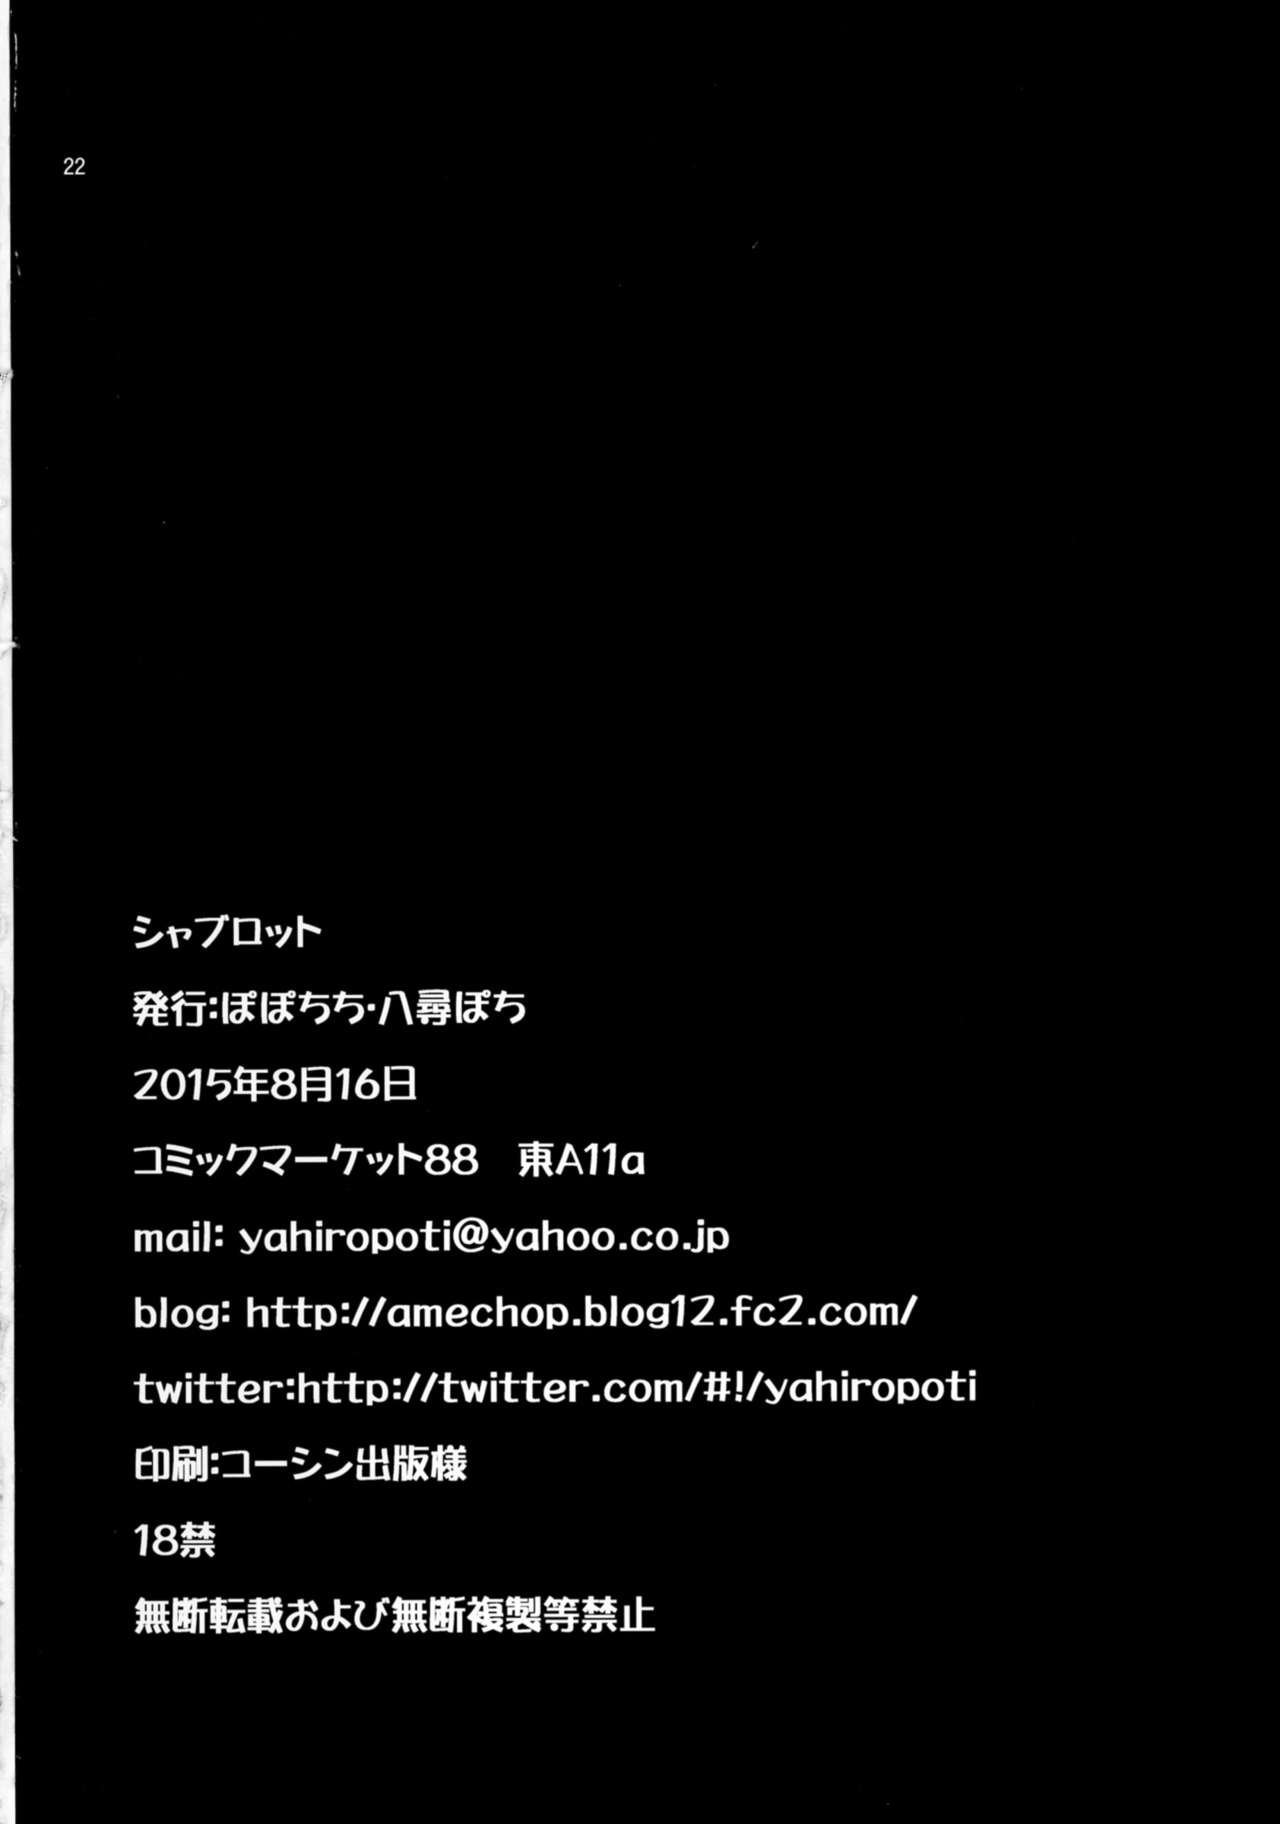 22
シャブロット
発行:ぽぽちち・八尋ぽち
2015年8月16日
コミックマーケット88　東A11a
mail: yahiropoti@yahoo.co.jp
blog: http://amechop.blog12.fc2.com/
twitter:http://twitter.com/#!/yahiropoti
印刷:コーシン出版様
18禁
無断転載および無断複製等禁止